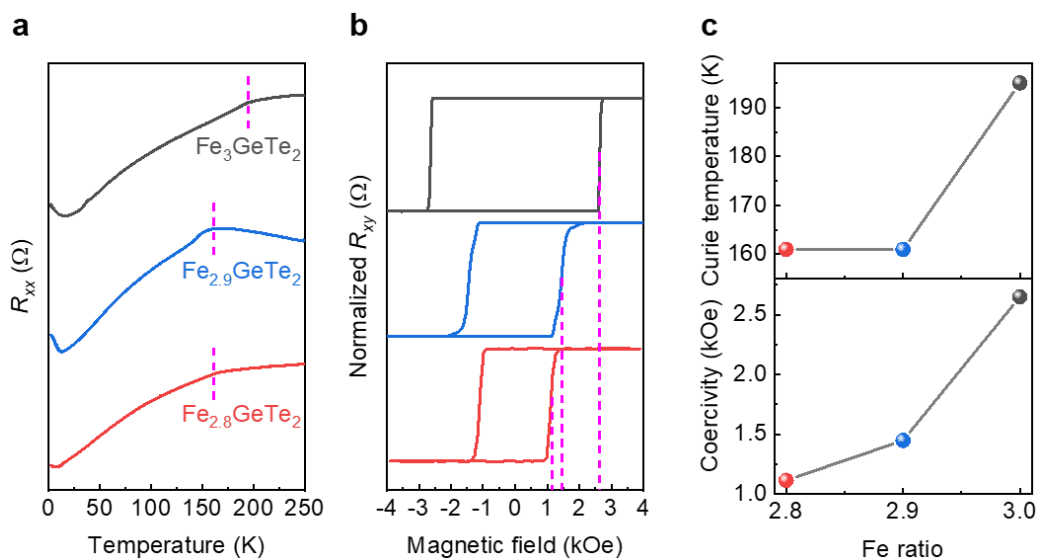 a
R_xx (Ω)
Fe₃GeTe₂
Fe₂.₉GeTe₂
Fe₂.₈GeTe₂
0 50 100 150 200 250
Temperature (K)
b
Normalized R_xy (Ω)
-4 -3 -2 -1 0 1 2 3 4
Magnetic field (kOe)
c
Curie temperature (K)
190
180
170
160
Coercivity (kOe)
2.5
2.0
1.5
1.0
2.8 2.9 3.0
Fe ratio